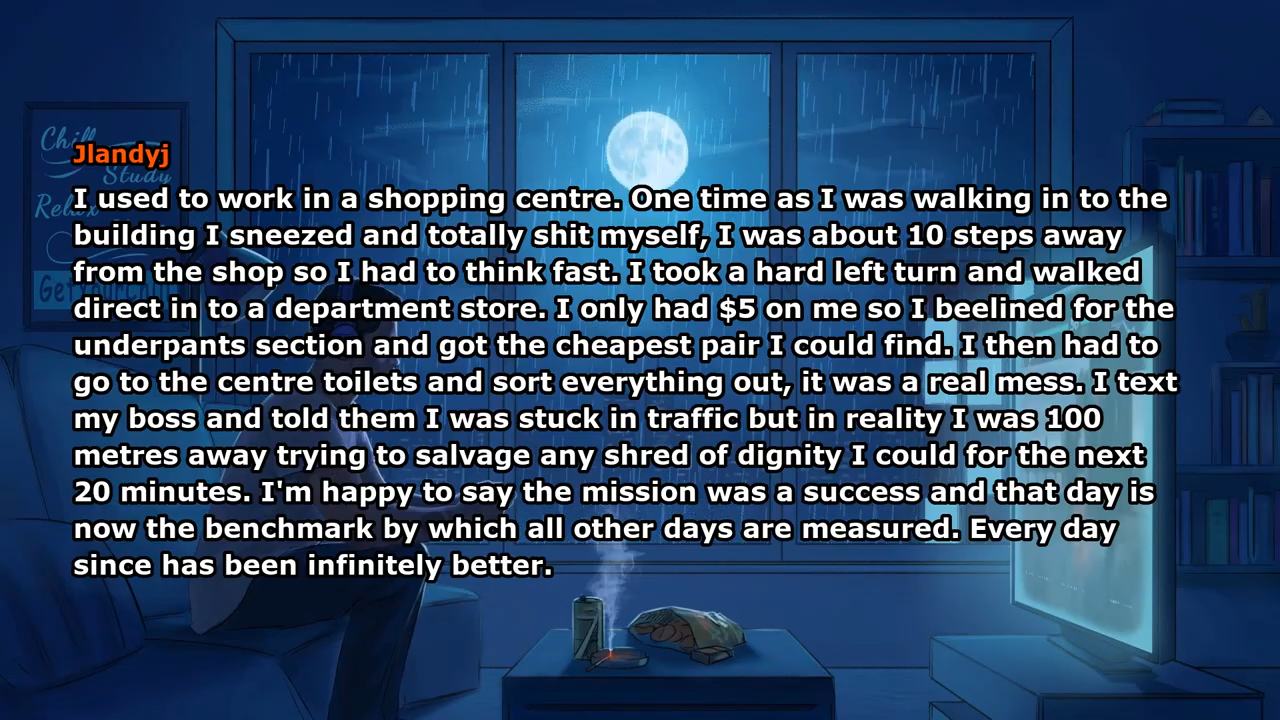 Chill
Study
Relax
Jlandyj
I used to work in a shopping centre. One time as I was walking in to the
building I sneezed and totally shit myself, I was about 10 steps away
from the shop so I had to think fast. I took a hard left turn and walked
direct in to a department store. I only had $5 on me so I beelined for the
underpants section and got the cheapest pair I could find. I then had to
go to the centre toilets and sort everything out, it was a real mess. I text
my boss and told them I was stuck in traffic but in reality I was 100
metres away trying to salvage any shred of dignity I could for the next
20 minutes. I'm happy to say the mission was a success and that day is
now the benchmark by which all other days are measured. Every day
since has been infinitely better.